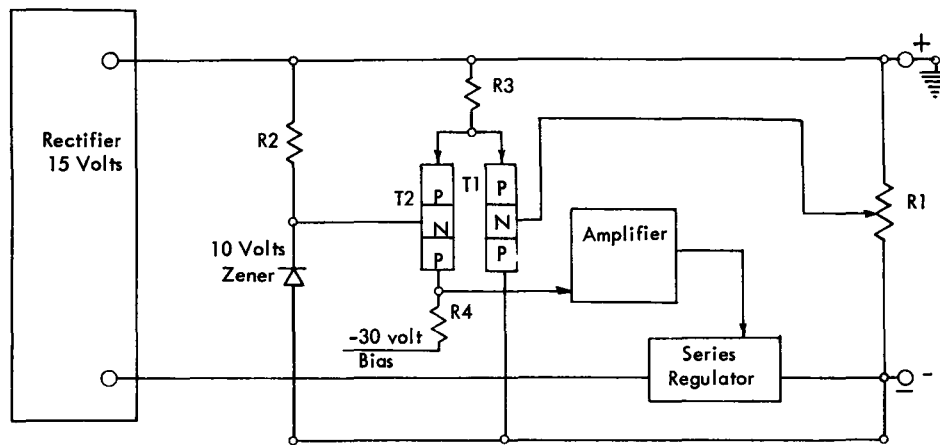 Rectifier
15 Volts
R2
10 Volts
Zener
R3
T2
T1
P
N
P
P
N
P
R4
-30 volt
Bias
Amplifier
Series
Regulator
R1
+
-